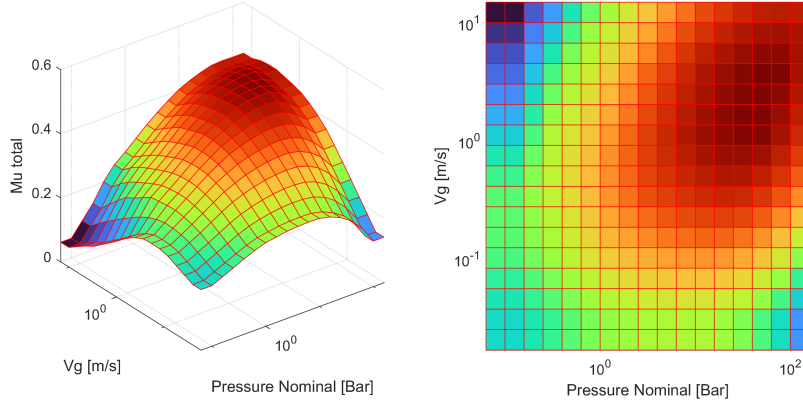 0.6
0.4
0.2
0
Mu total
10^0
Vg [m/s]
10^0
Pressure Nominal [Bar]
10^1
10^0
10^-1
Vg [m/s]
10^0
10^2
Pressure Nominal [Bar]